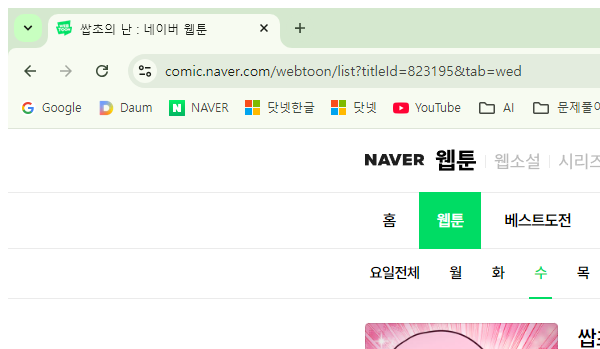 쌉초의 난 : 네이버 웹툰
comic.naver.com/webtoon/list?titleId=823195&tab=wed
Google Daum NAVER 닷넷한글 닷넷 YouTube AI 문제풀이
NAVER 웹툰 웹소설 시리즈
홈 웹툰 베스트도전
요일전체 월 화 수 목
쌉초